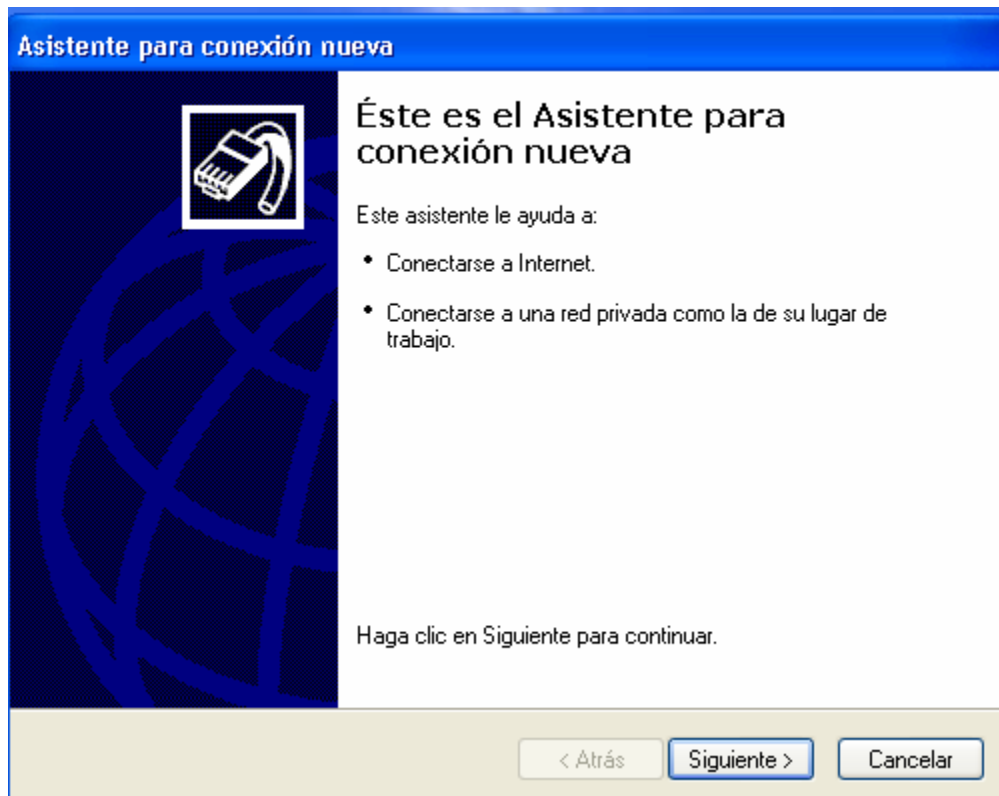 Asistente para conexión nueva
Éste es el Asistente para
conexión nueva
Este asistente le ayuda a:
• Conectarse a Internet.
• Conectarse a una red privada como la de su lugar de
trabajo.
Haga clic en Siguiente para continuar.
< Atrás Siguiente > Cancelar